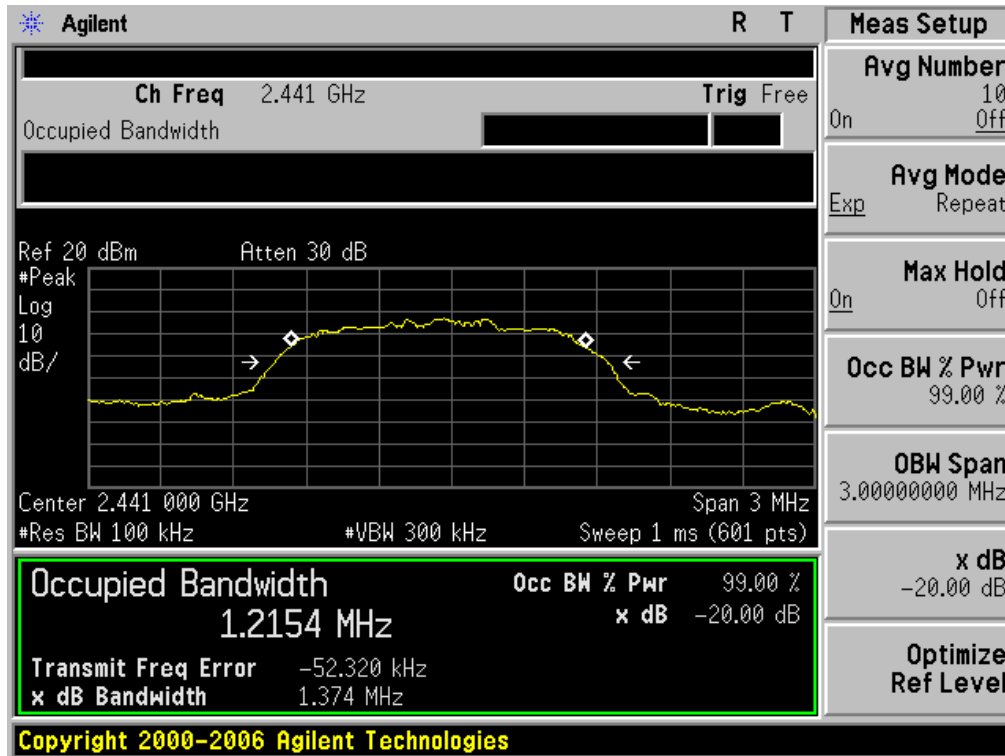 Agilent R T
Ch Freq 2.441 GHz Trig Free
Occupied Bandwidth
Ref 20 dBm Atten 30 dB
#Peak
Log
10
dB/
Center 2.441 000 GHz Span 3 MHz
#Res BW 100 kHz #VBW 300 kHz Sweep 1 ms (601 pts)
Occupied Bandwidth Occ BW % Pwr 99.00 %
1.2154 MHz x dB -20.00 dB
Transmit Freq Error -52.320 kHz
x dB Bandwidth 1.374 MHz
Copyright 2000-2006 Agilent Technologies
Meas Setup
Avg Number
10
On Off
Avg Mode
Exp Repeat
Max Hold
On Off
Occ BW % Pwr
99.00 %
OBW Span
3.00000000 MHz
x dB
-20.00 dB
Optimize
Ref Level